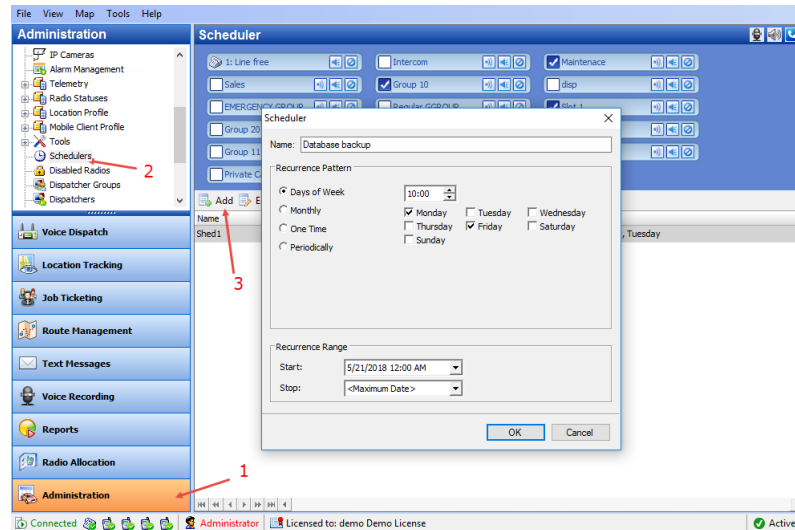 File View Map Tools Help
Administration
Scheduler
IP Cameras
Alarm Management
Telemetry
Radio Statuses
Location Profile
Mobile Client Profile
Tools
Schedulers
Disabled Radios
Dispatcher Groups
Dispatchers
2
1: Line free
Intercom
Maintenace
Sales
Group 10
disp
EMERGENCY GROUP
Regular GGROUP
Slot 1
Group 20
Group 11
Private
Add
3
Name
Shed1
, Tuesday
Scheduler
Name: Database backup
Recurrence Pattern
Days of Week
10:00
Monthly
Monday Tuesday Wednesday
One Time
Thursday Friday Saturday
Periodically
Sunday
Recurrence Range
Start: 5/21/2018 12:00 AM
Stop: <Maximum Date>
OK Cancel
Voice Dispatch
Location Tracking
Job Ticketing
Route Management
Text Messages
Voice Recording
Reports
Radio Allocation
Administration
1
Connected Administrator Licensed to: demo Demo License Active